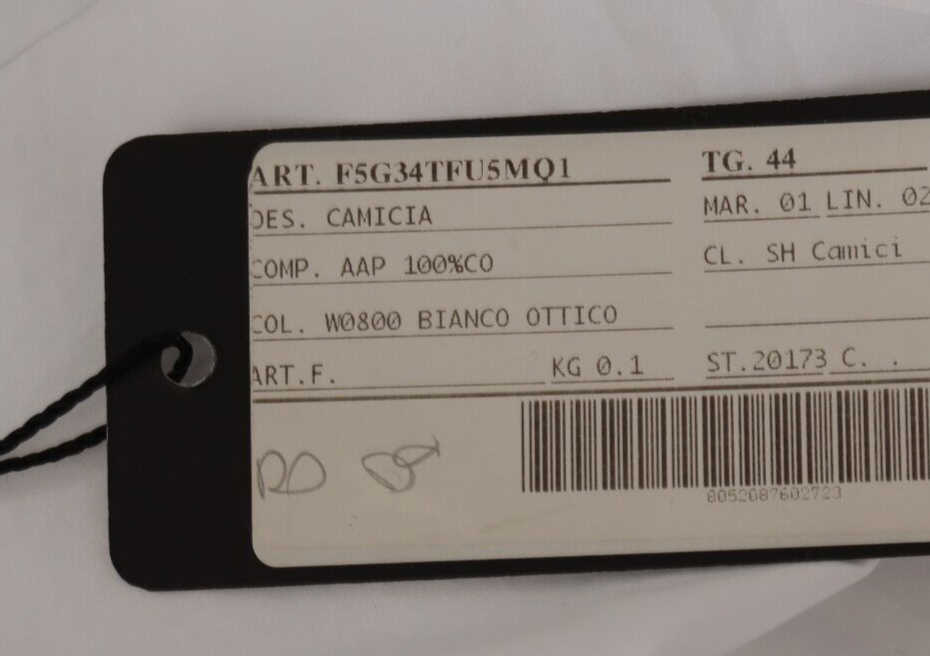 ART. F5G34TFU5MQ1 TG. 44
DES. CAMICIA MAR. 01 LIN. 02
COMP. AAP 100%CO CL. SH Camici
COL. W0800 BIANCO OTTICO
ART.F. KG 0.1 ST.20173 C. .
8052087602723